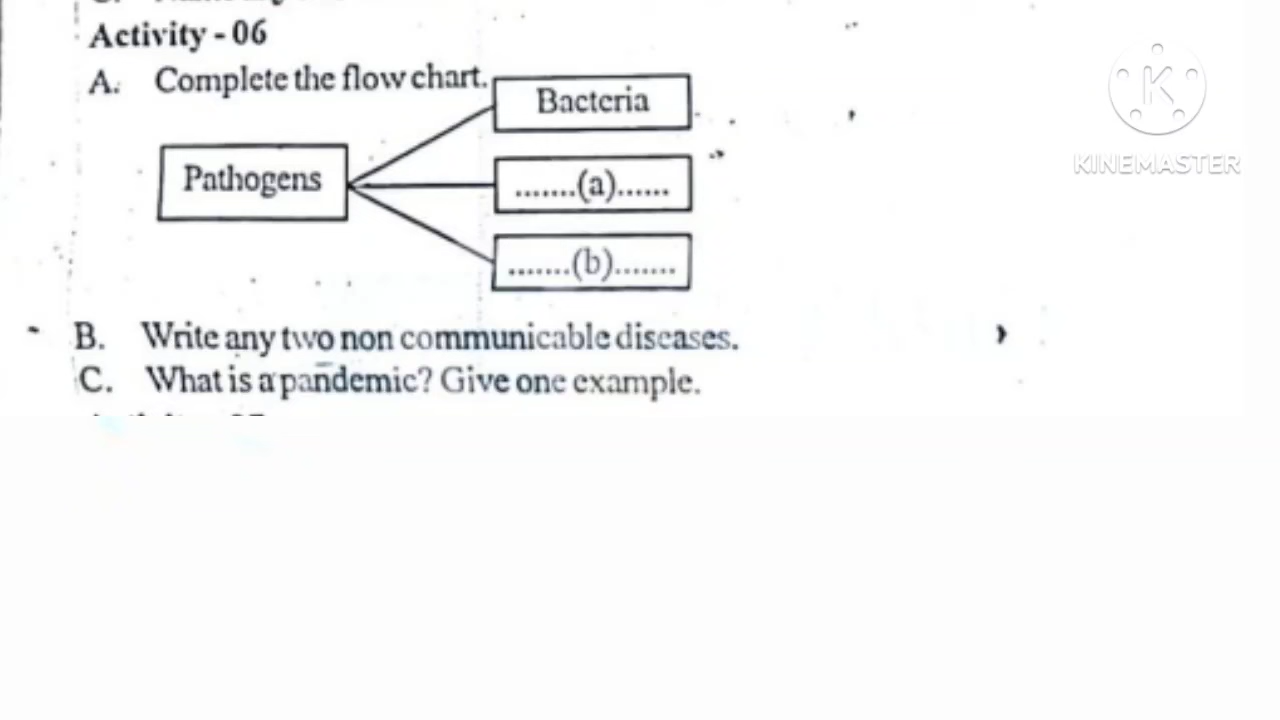 Activity - 06
A. Complete the flow chart.
Bacteria
Pathogens
.......(a)......
.......(b).......
B. Write any two non communicable diseases.
C. What is a pandemic? Give one example.
K
KINEMASTER